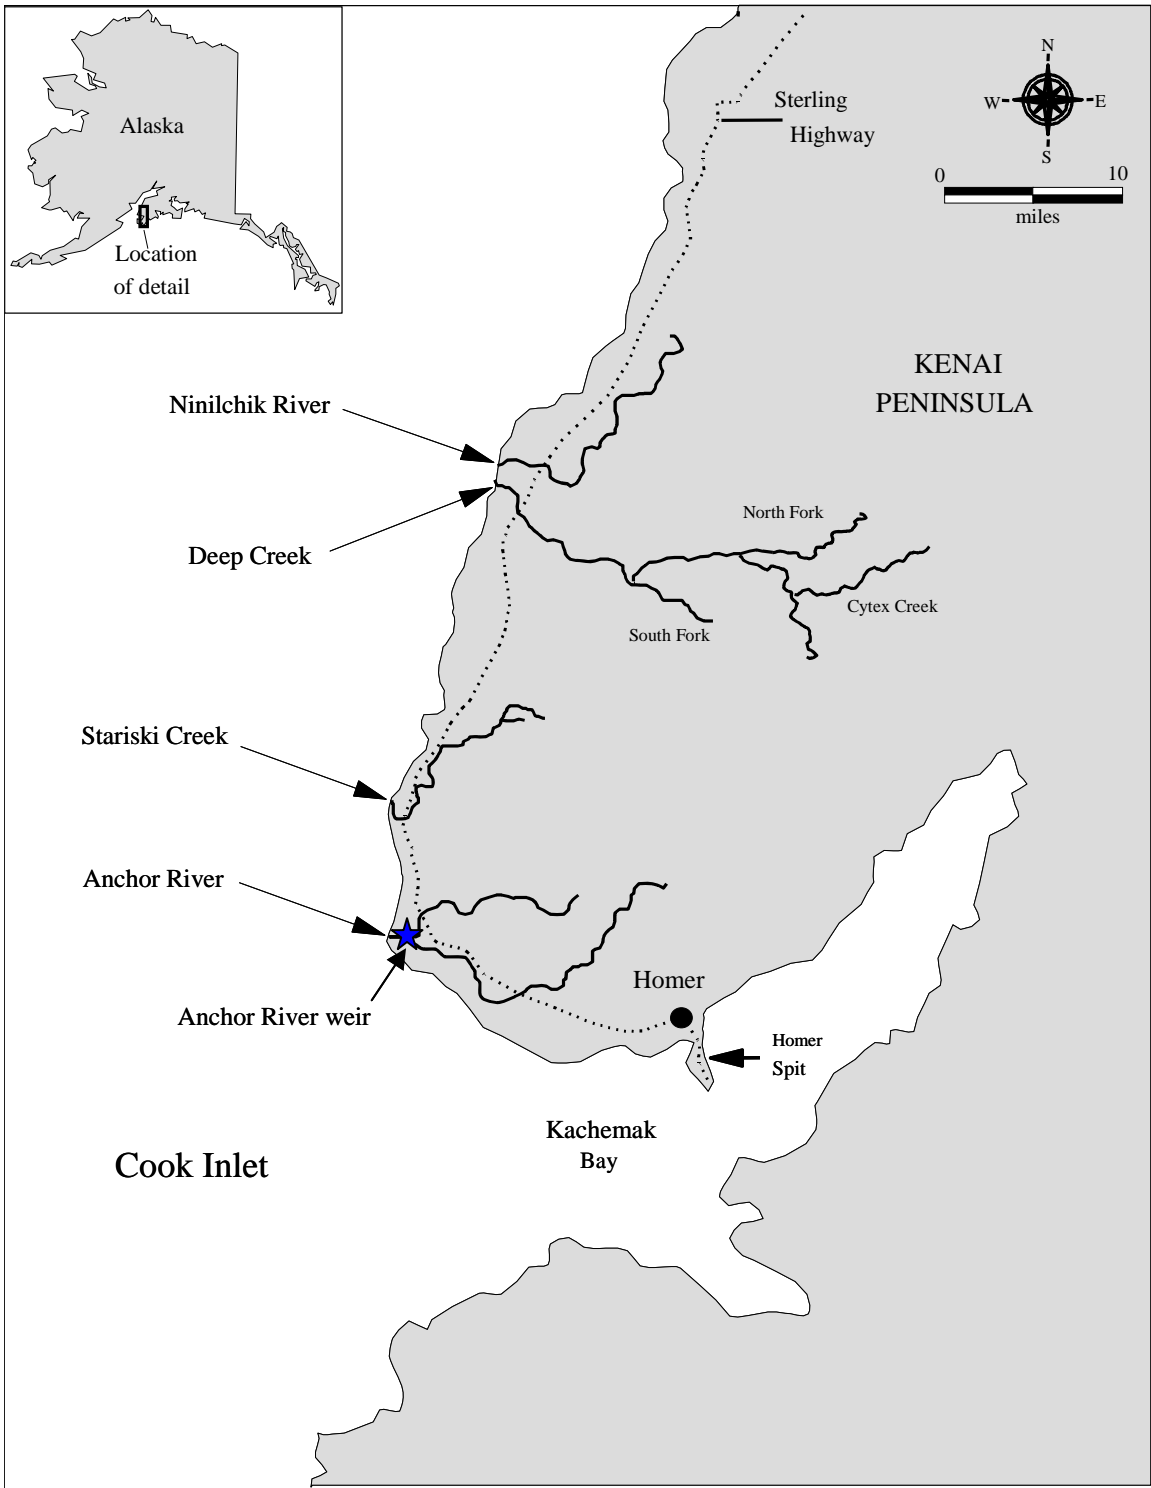 Alaska
Location
of detail
Sterling
Highway
N
W
E
S
0
10
miles
KENAI
PENINSULA
Ninilchik River
Deep Creek
North Fork
Cytex Creek
South Fork
Stariski Creek
Anchor River
Anchor River weir
Homer
Homer
Spit
Kachemak
Bay
Cook Inlet